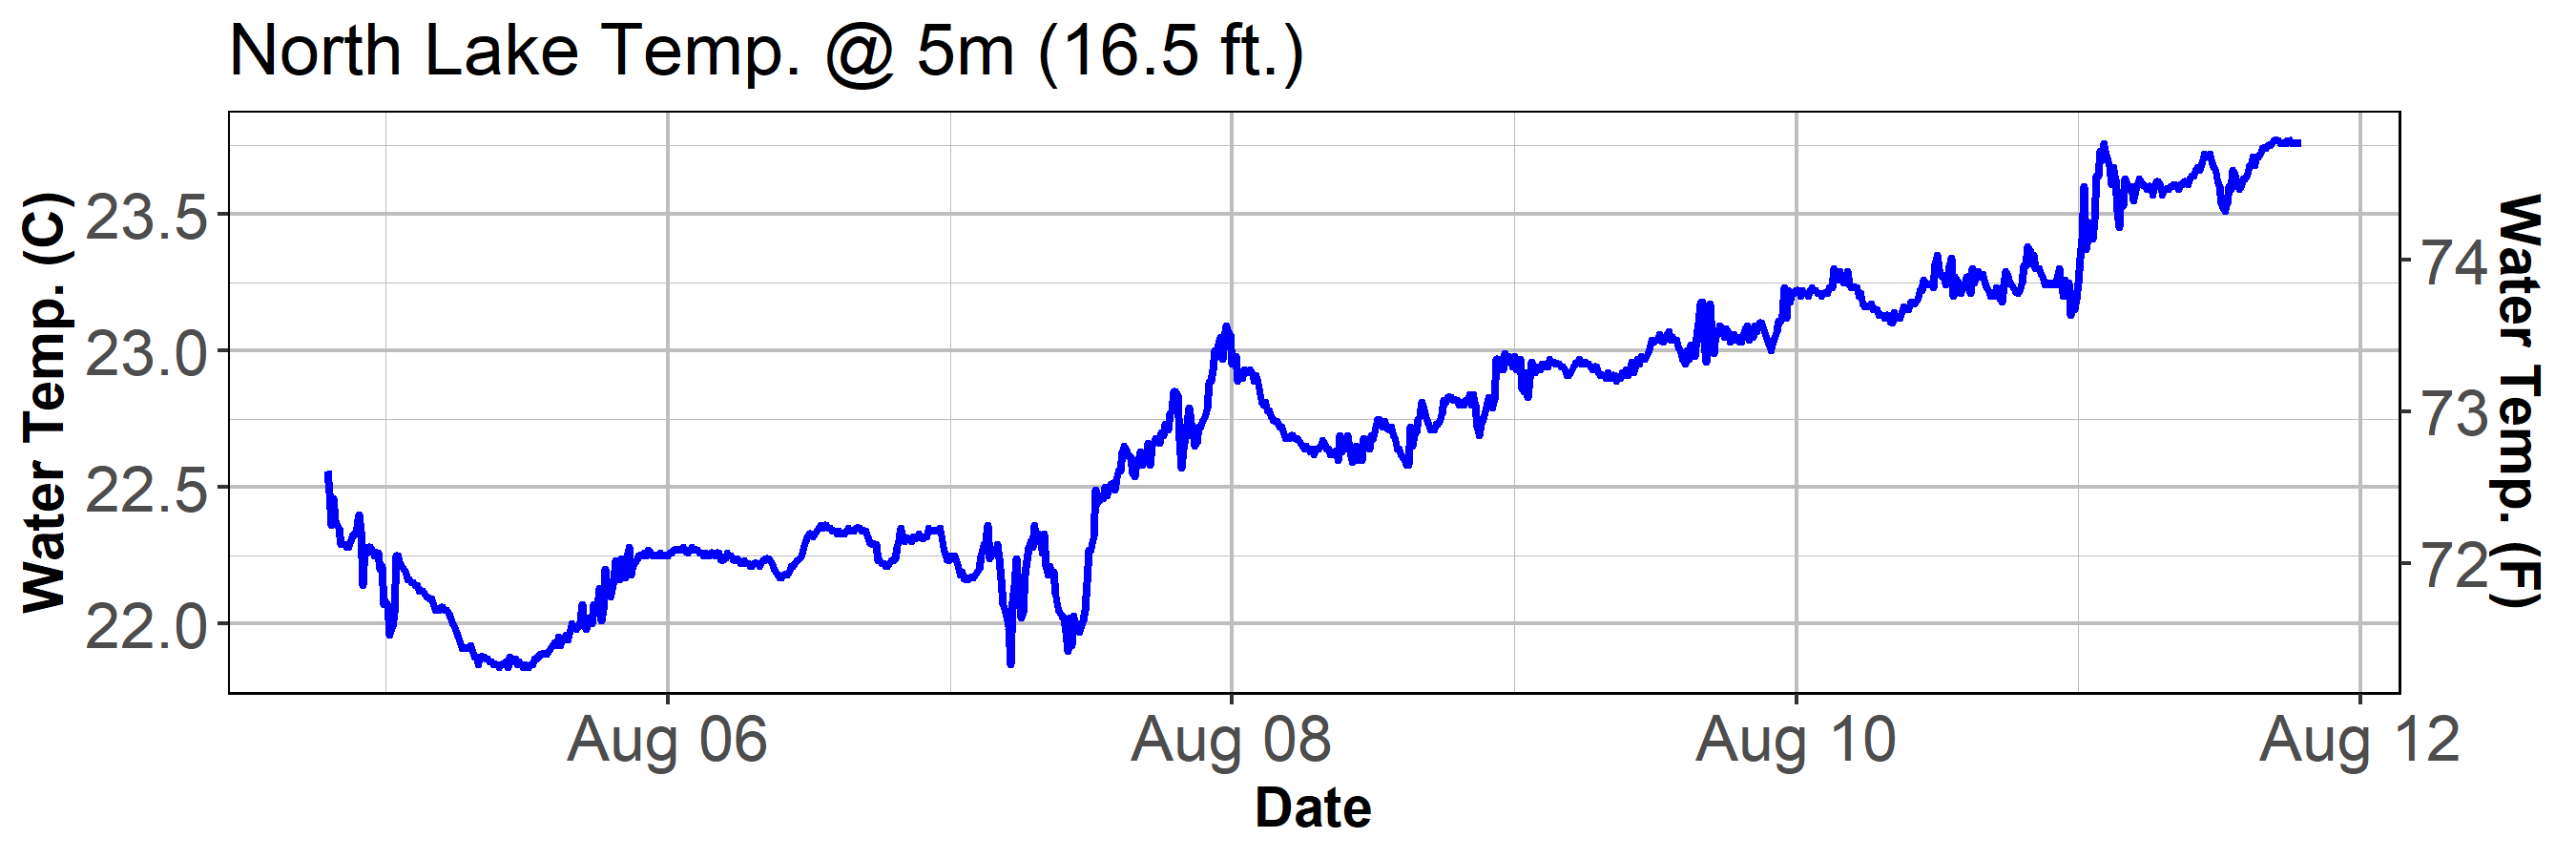 North Lake Temp. @ 5m (16.5 ft.)
Water Temp. (C)
23.5
23.0
22.5
22.0
74
73
72
Water Temp. (F)
Aug 06
Aug 08
Aug 10
Aug 12
Date